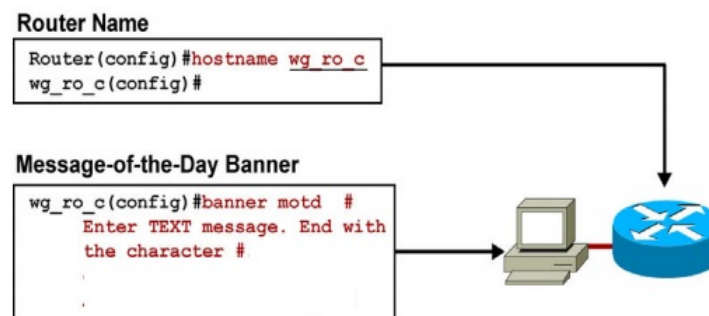 Router Name
Router(config)#hostname wg_ro_c
wg_ro_c(config)#
Message-of-the-Day Banner
wg_ro_c(config)#banner motd #
Enter TEXT message. End with
the character #